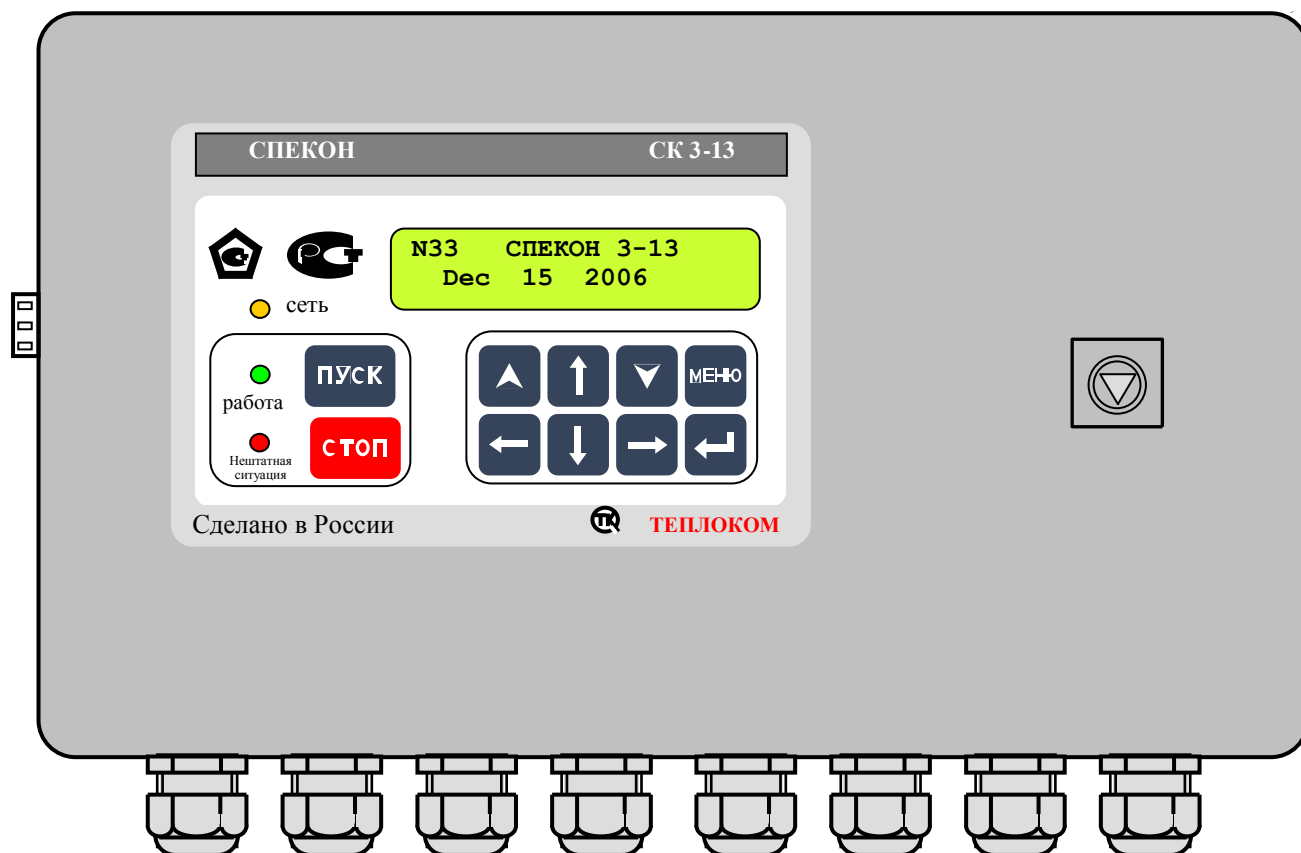 СПЕКОН СК 3-13
N33 СПЕКОН 3-13
Dec 15 2006
сеть
ПУСК
работа
СТОП
Нештатная
ситуация
МЕНЮ
Сделано в России
ТЕПЛОКОМ